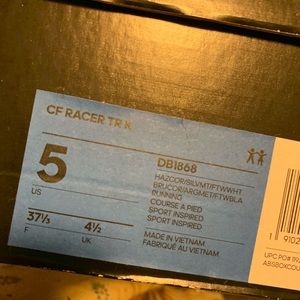 CF RACER TR K
5
US
37⅓
F
4½
UK
DB1868
HAZCOR/SILVMT/FTWWHT
BRUCOR/ARGMET/FTWBLA
RUNNING
COURSE A PIED
SPORT INSPIRED
SPORT INSPIRED
MADE IN VIETNAM
FABRIQUÉ AU VIETNAM